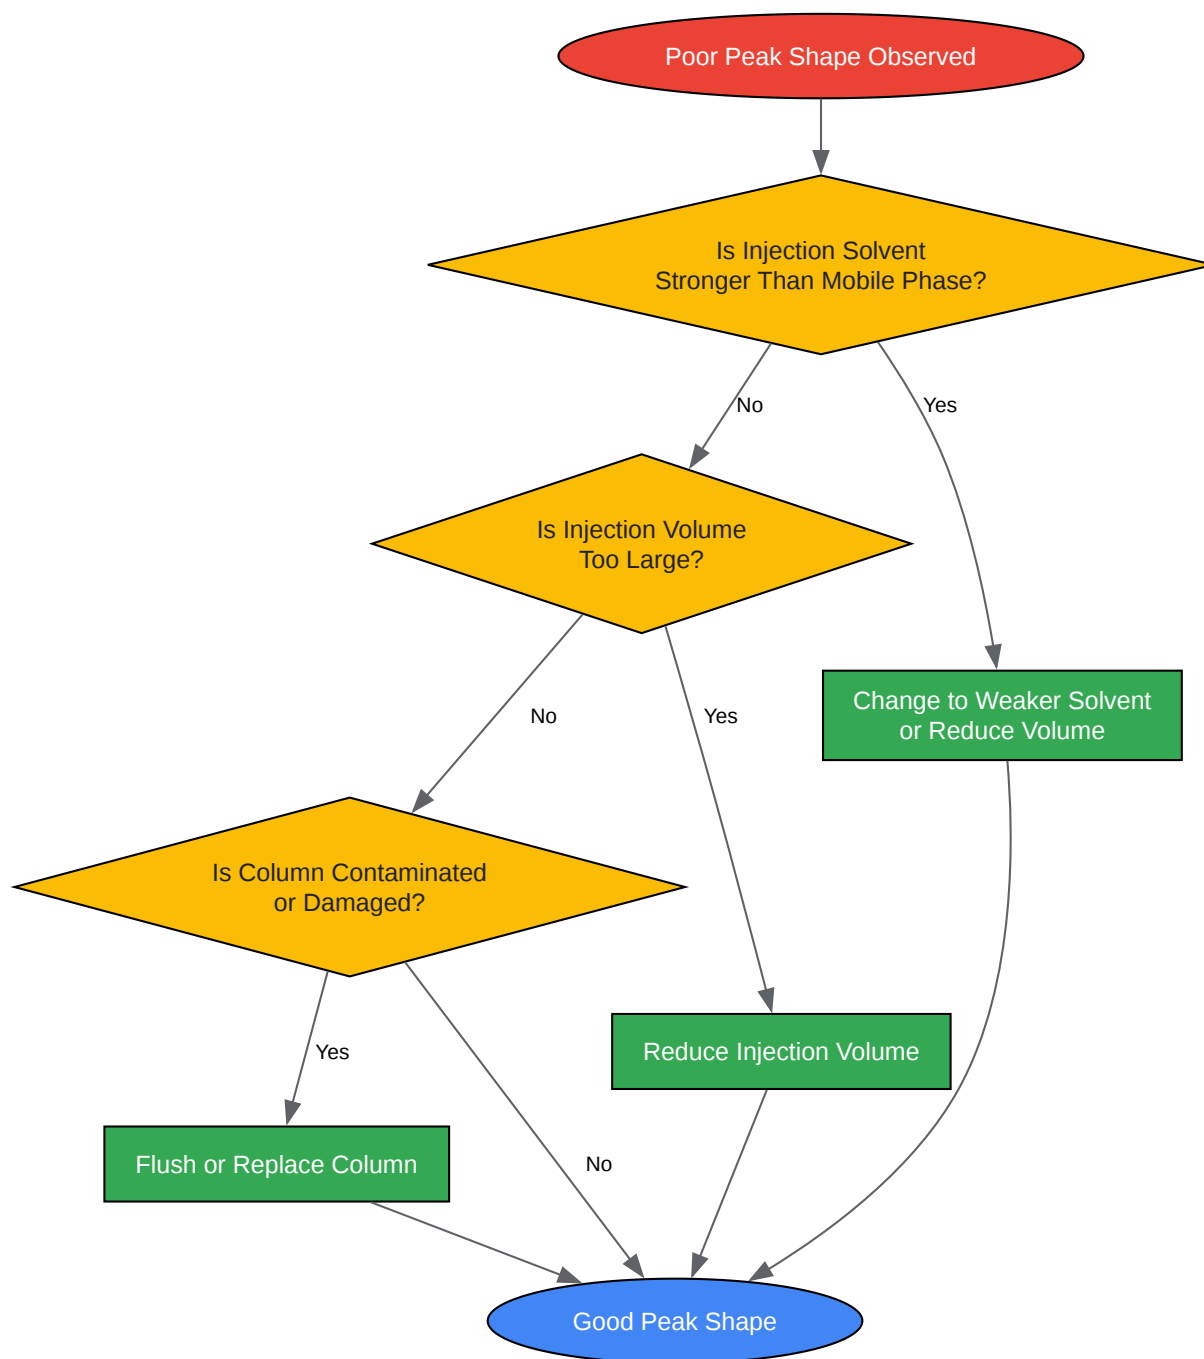 Poor Peak Shape Observed
Is Injection Solvent
Stronger Than Mobile Phase?
No
Yes
Is Injection Volume
Too Large?
No
Yes
Change to Weaker Solvent
or Reduce Volume
Is Column Contaminated
or Damaged?
Yes
No
Reduce Injection Volume
Flush or Replace Column
Good Peak Shape